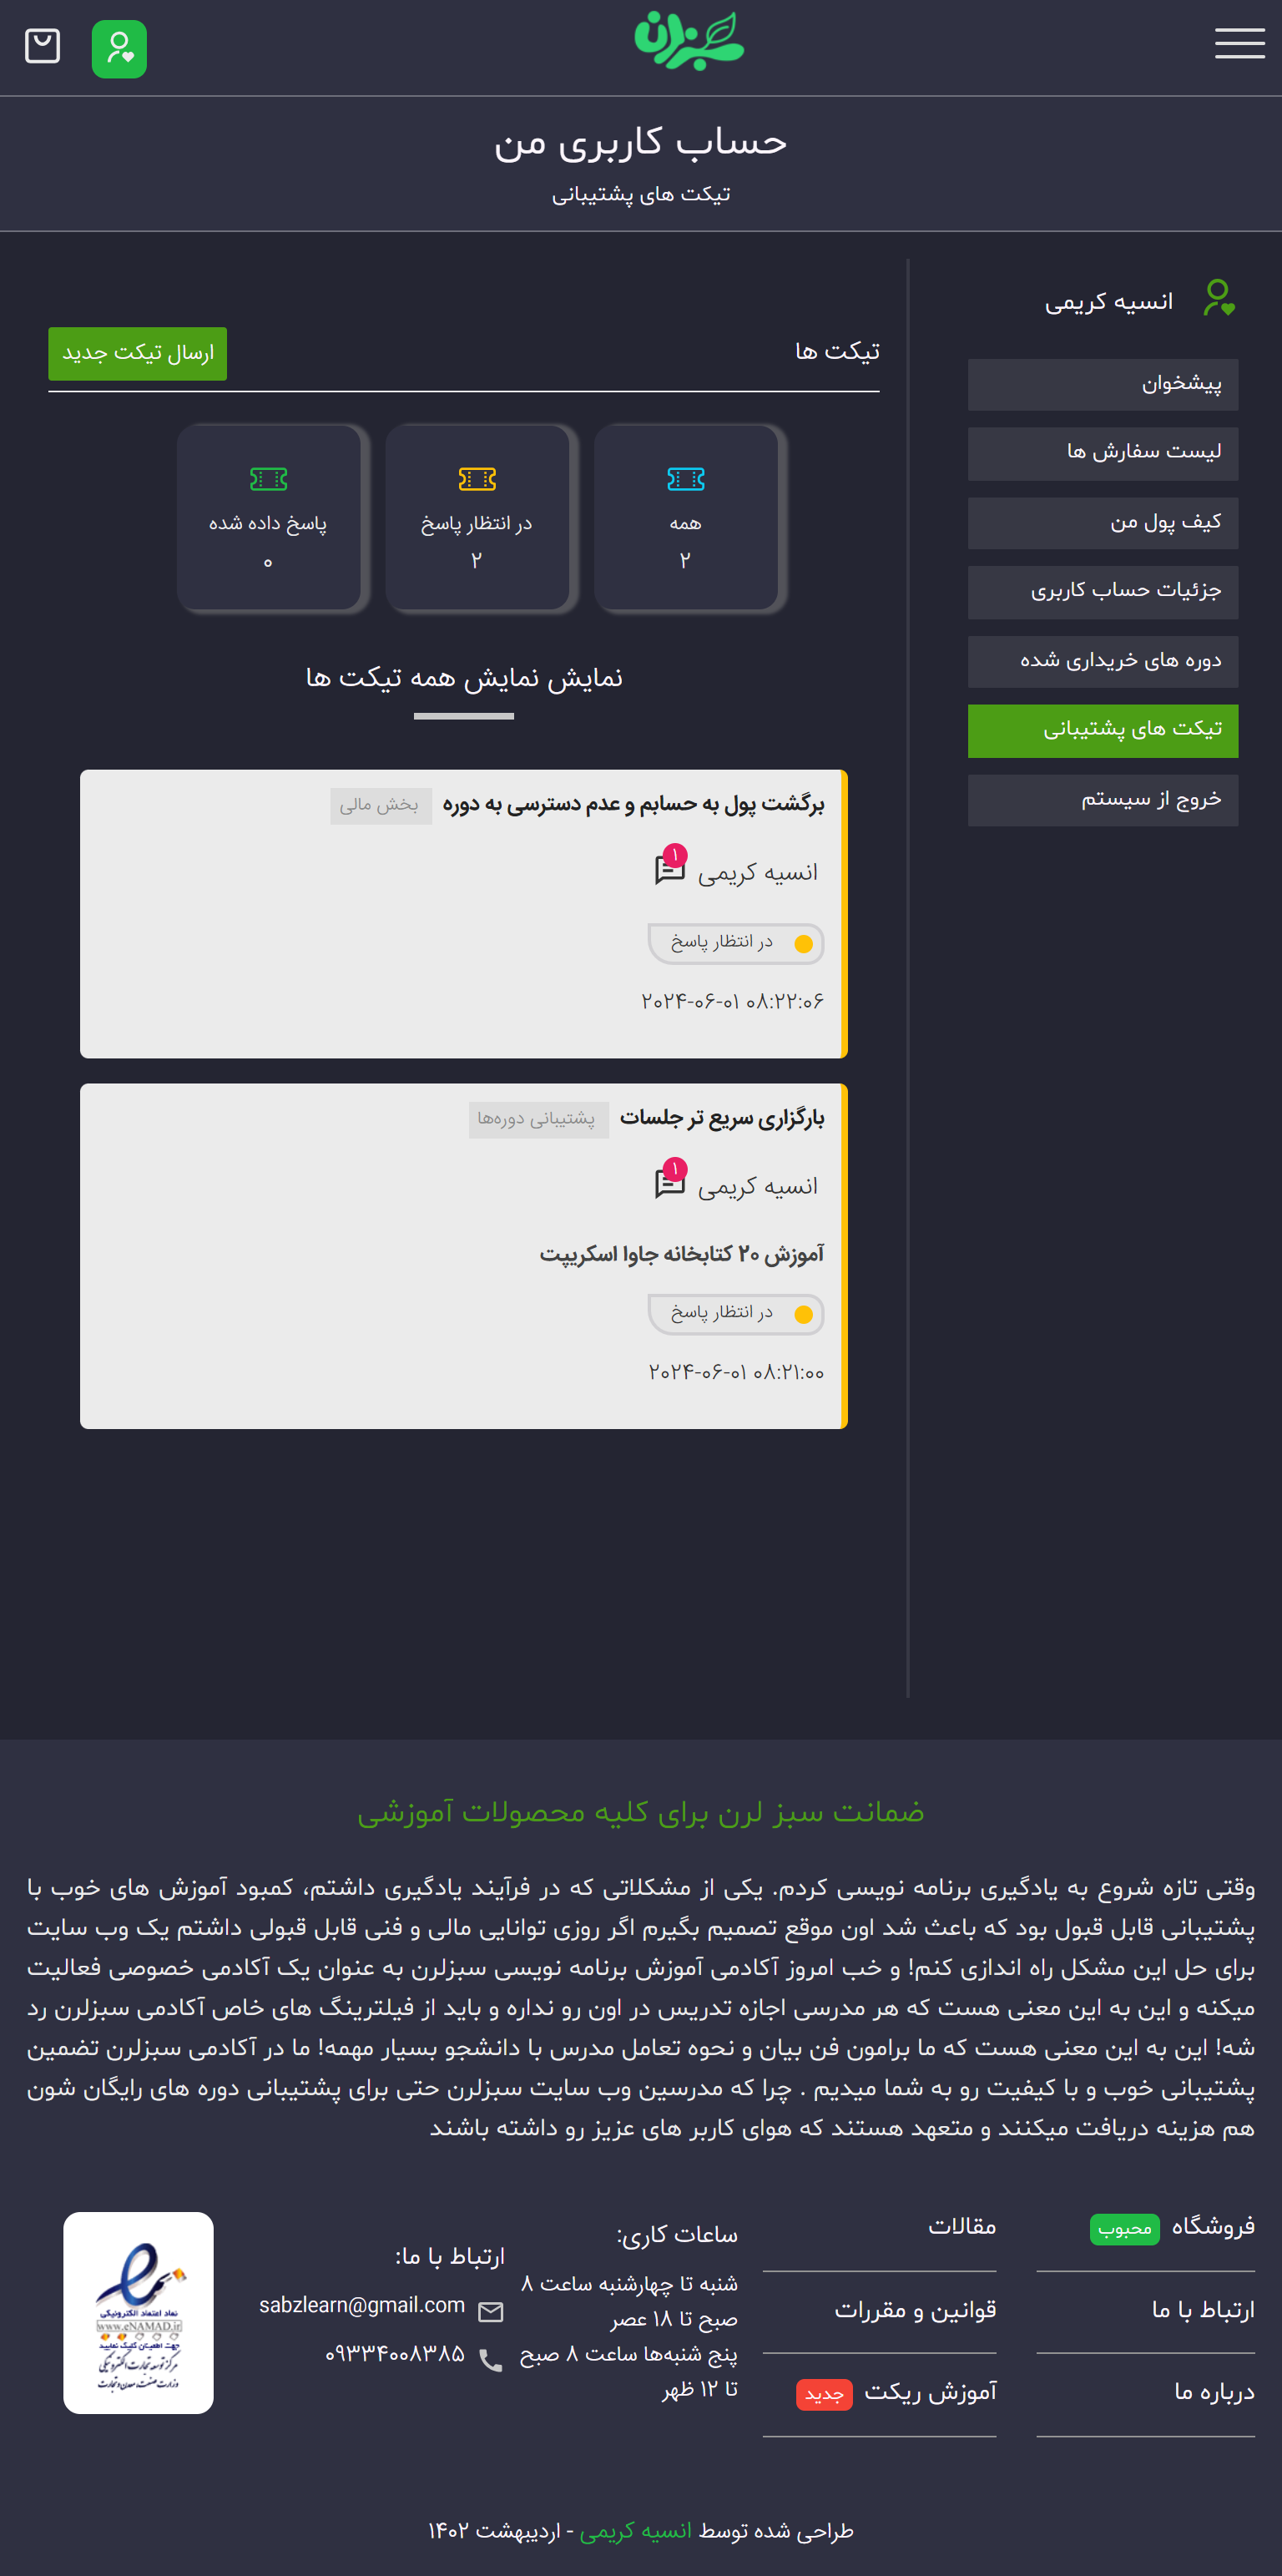 سبزلرن
حساب کاربری من
تیکت های پشتیبانی
انسیه کریمی
پیشخوان
لیست سفارش ها
کیف پول من
جزئیات حساب کاربری
دوره های خریداری شده
تیکت های پشتیبانی
خروج از سیستم
تیکت ها
ارسال تیکت جدید
همه
۲
در انتظار پاسخ
۲
پاسخ داده شده
۰
نمایش نمایش همه تیکت ها
برگشت پول به حسابم و عدم دسترسی به دوره
بخش مالی
انسیه کریمی
۱
در انتظار پاسخ
۲۰۲۴-۰۶-۰۱ ۰۸:۲۲:۰۶
بارگزاری سریع تر جلسات
پشتیبانی دوره‌ها
انسیه کریمی
۱
آموزش ۲۰ کتابخانه جاوا اسکریپت
در انتظار پاسخ
۲۰۲۴-۰۶-۰۱ ۰۸:۲۱:۰۰
ضمانت سبز لرن برای کلیه محصولات آموزشی
وقتی تازه شروع به یادگیری برنامه نویسی کردم. یکی از مشکلاتی که در فرآیند یادگیری داشتم، کمبود آموزش های خوب با
پشتیبانی قابل قبول بود که باعث شد اون موقع تصمیم بگیرم اگر روزی توانایی مالی و فنی قابل قبولی داشتم یک وب سایت
برای حل این مشکل راه اندازی کنم! و خب امروز آکادمی آموزش برنامه نویسی سبزلرن به عنوان یک آکادمی خصوصی فعالیت
میکنه و این به این معنی هست که هر مدرسی اجازه تدریس در اون رو نداره و باید از فیلترینگ های خاص آکادمی سبزلرن رد
شه! این به این معنی هست که ما برامون فن بیان و نحوه تعامل مدرس با دانشجو بسیار مهمه! ما در آکادمی سبزلرن تضمین
پشتیبانی خوب و با کیفیت رو به شما میدیم . چرا که مدرسین وب سایت سبزلرن حتی برای پشتیبانی دوره های رایگان شون
هم هزینه دریافت میکنند و متعهد هستند که هوای کاربر های عزیز رو داشته باشند
فروشگاه
محبوب
ارتباط با ما
درباره ما
مقالات
قوانین و مقررات
آموزش ریکت
جدید
ساعات کاری:
شنبه تا چهارشنبه ساعت ۸
صبح تا ۱۸ عصر
پنج شنبه‌ها ساعت ۸ صبح
تا ۱۲ ظهر
ارتباط با ما:
sabzlearn@gmail.com
۰۹۳۳۴۰۰۸۳۸۵
نماد اعتماد الکترونیکی
www.eNAMAD.ir
جهت اطمینان کلیک نمایید
مرکز توسعه تجارت الکترونیکی
وزارت صنعت، معدن و تجارت
طراحی شده توسط انسیه کریمی - اردیبهشت ۱۴۰۲